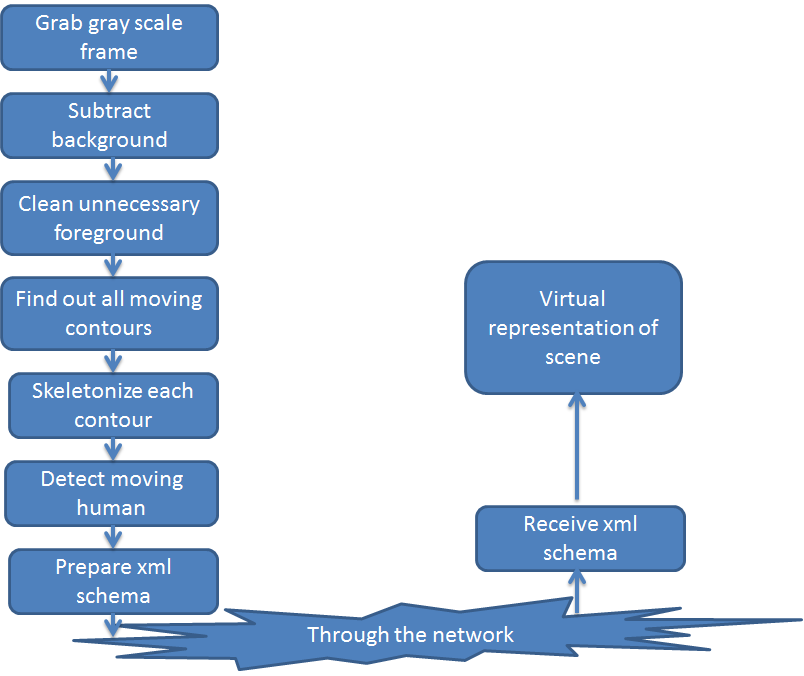 Grab gray scale
frame
Subtract
background
Clean unnecessary
foreground
Find out all moving
contours
Skeletonize each
contour
Detect moving
human
Prepare xml
schema
Through the network
Receive xml
schema
Virtual
representation of
scene